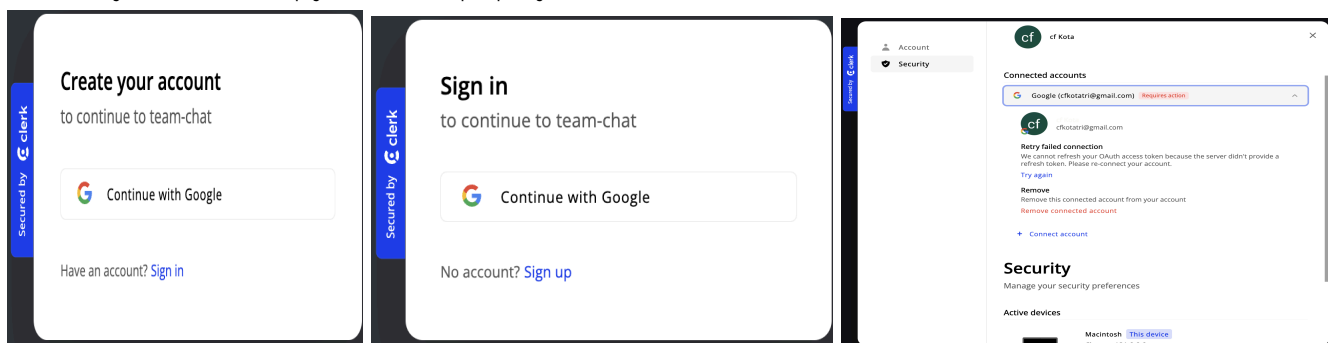 Create your account
to continue to team-chat
Continue with Google
Have an account? Sign in
Secured by clerk
Sign in
to continue to team-chat
Continue with Google
No account? Sign up
Secured by clerk
Account
Security
Secured by clerk
cf cf Kota
Connected accounts
Google (cfkotatri@gmail.com) Requires action
cf cfkotatri@gmail.com
Retry failed connection
We cannot refresh your OAuth access token because the server didn't provide a
refresh token. Please re-connect your account.
Try again
Remove
Remove this connected account from your account
Remove connected account
+ Connect account
Security
Manage your security preferences
Active devices
Macintosh This device